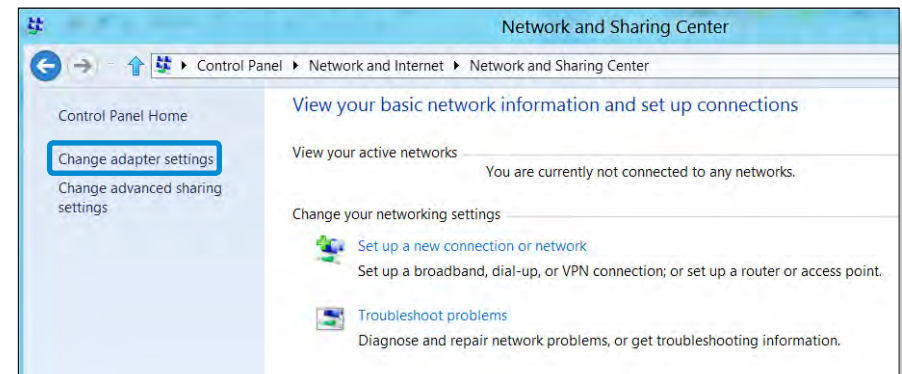 Network and Sharing Center
Control Panel ▸ Network and Internet ▸ Network and Sharing Center
Control Panel Home
Change adapter settings
Change advanced sharing
settings
View your basic network information and set up connections
View your active networks
You are currently not connected to any networks.
Change your networking settings
Set up a new connection or network
Set up a broadband, dial-up, or VPN connection; or set up a router or access point.
Troubleshoot problems
Diagnose and repair network problems, or get troubleshooting information.